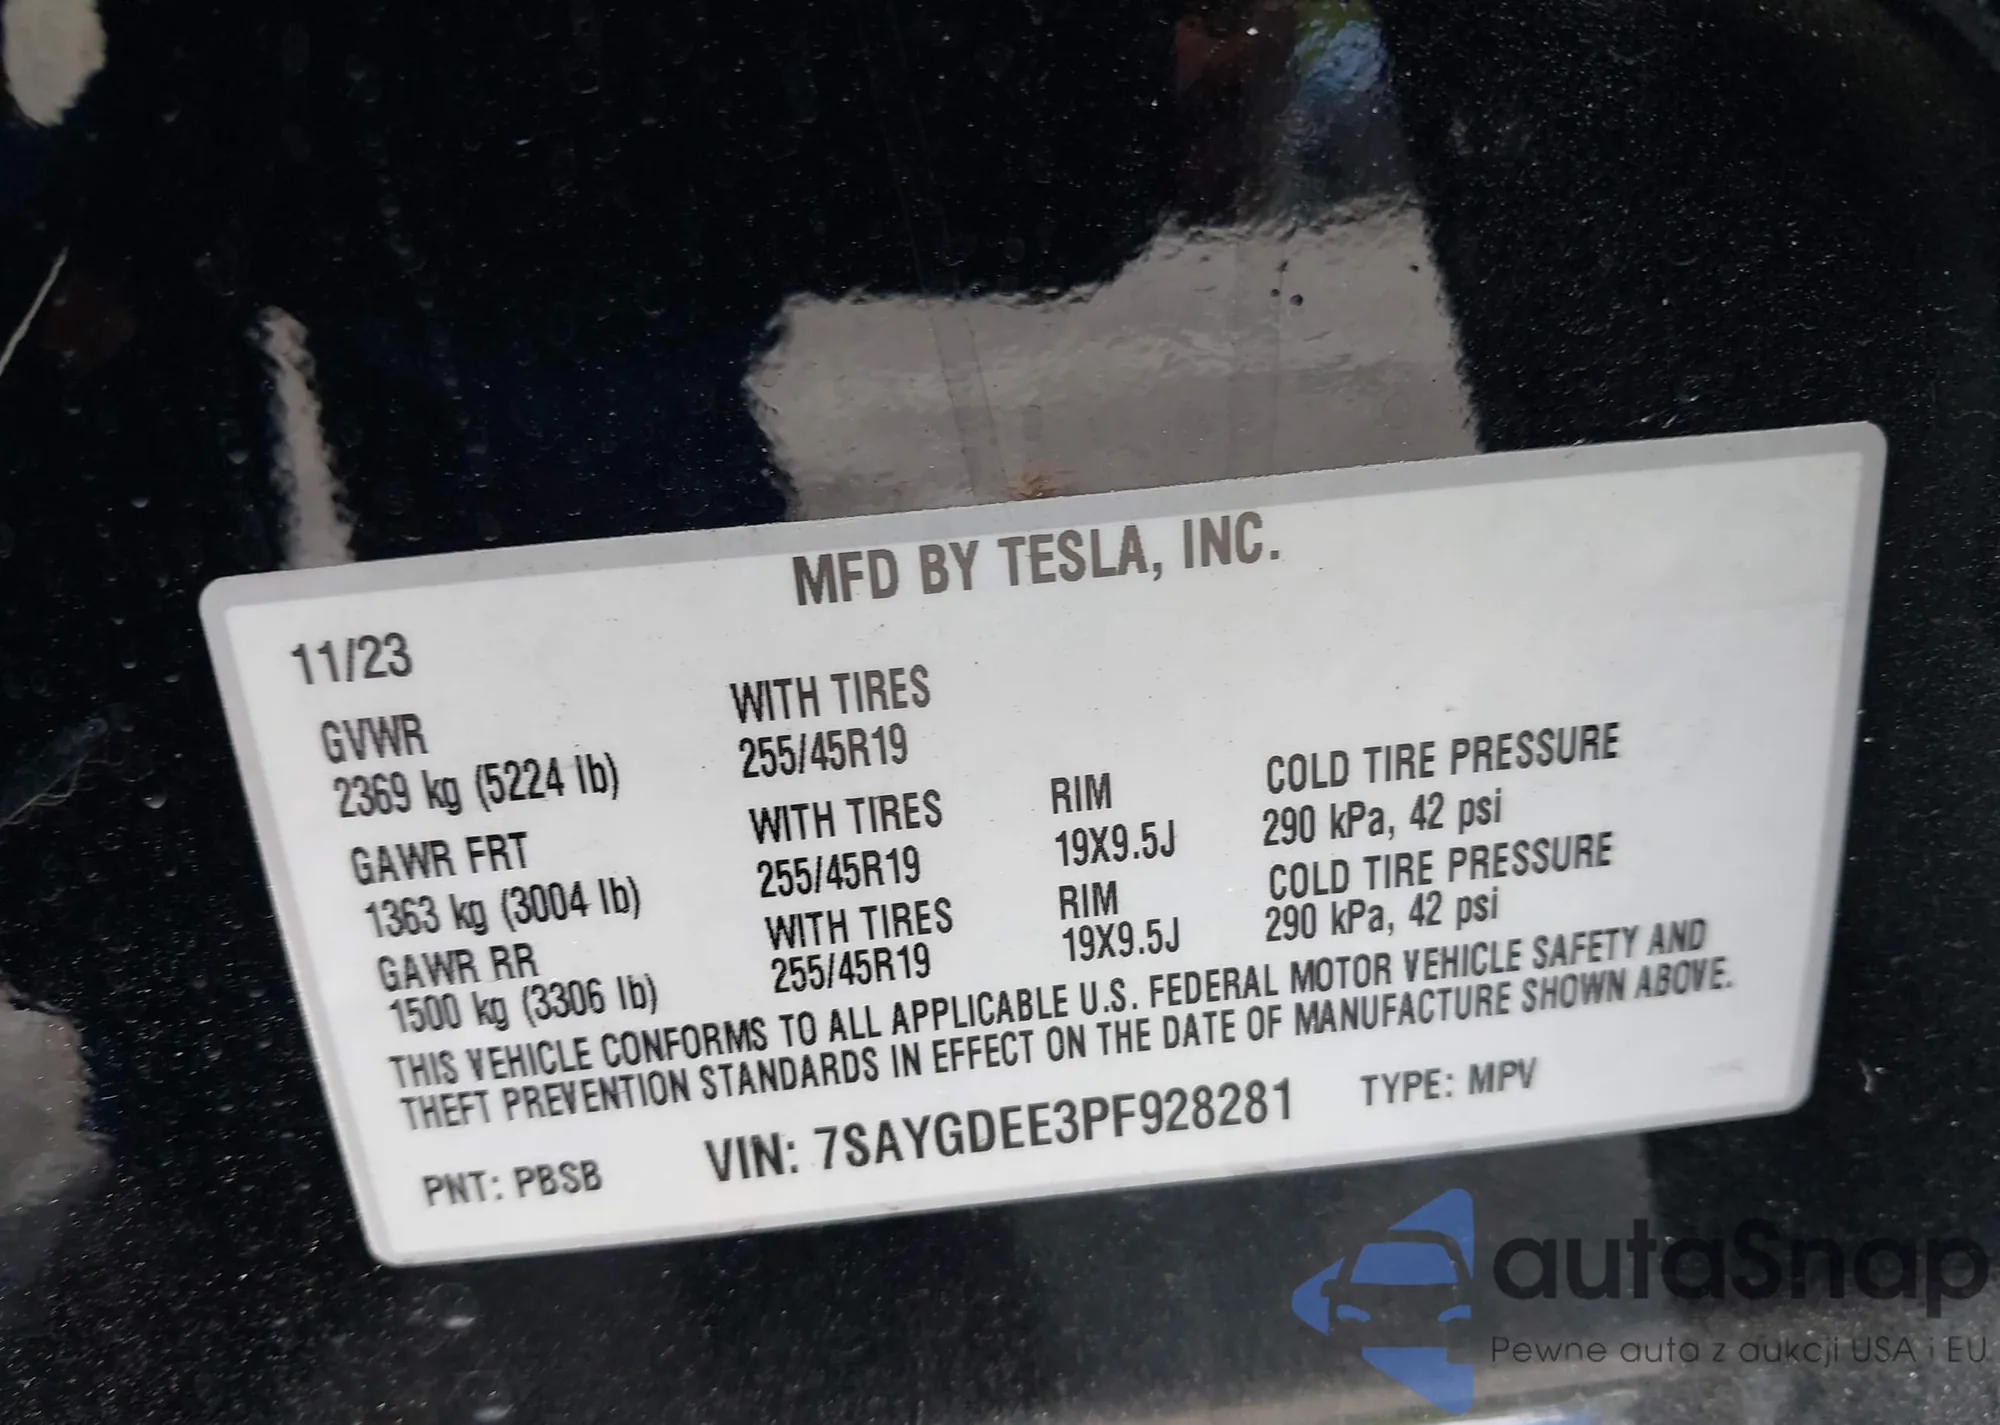 MFD BY TESLA, INC.
11/23
GVWR WITH TIRES
2369 kg (5224 lb) 255/45R19
GAWR FRT WITH TIRES RIM COLD TIRE PRESSURE
1363 kg (3004 lb) 255/45R19 19X9.5J 290 kPa, 42 psi
GAWR RR WITH TIRES RIM COLD TIRE PRESSURE
1500 kg (3306 lb) 255/45R19 19X9.5J 290 kPa, 42 psi
THIS VEHICLE CONFORMS TO ALL APPLICABLE U.S. FEDERAL MOTOR VEHICLE SAFETY AND
THEFT PREVENTION STANDARDS IN EFFECT ON THE DATE OF MANUFACTURE SHOWN ABOVE.
PNT: PBSB VIN: 7SAYGDEE3PF928281 TYPE: MPV
autaSnap
Pewne auta z aukcji USA i EU